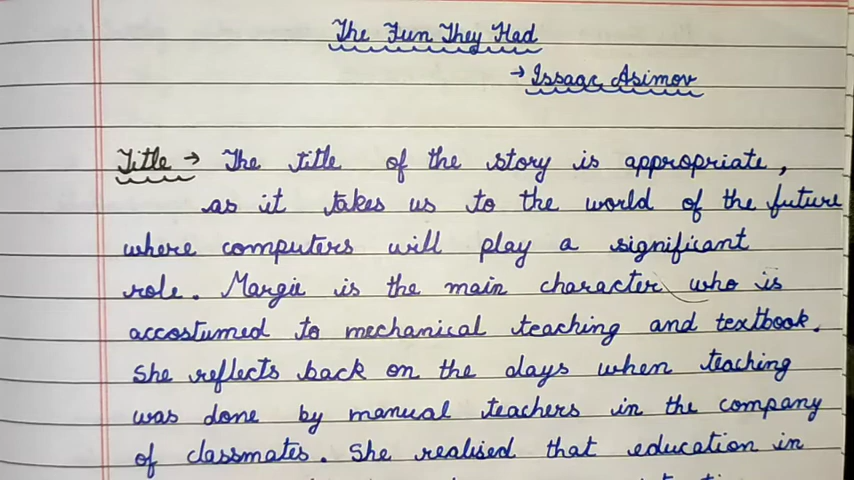 The Fun They Had
→ Issaac Asimov
Title → The title of the story is appropriate,
as it takes us to the world of the future
where computers will play a significant
role. Margie is the main character who is
accostumed to mechanical teaching and textbook.
She reflects back on the days when teaching
was done by manual teachers in the company
of classmates. She realised that education in